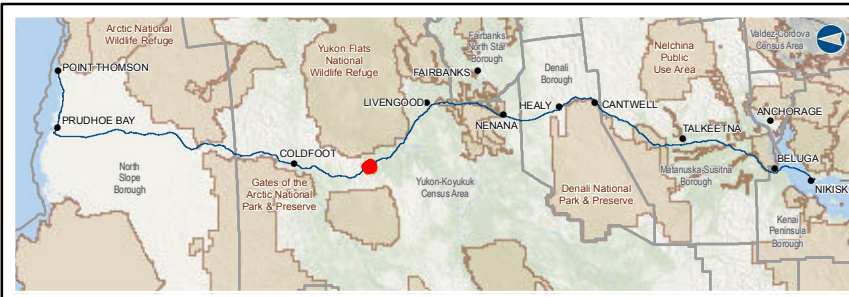 Arctic National
Wildlife Refuge
Yukon Flats
National
Wildlife Refuge
Fairbanks
North Star
Borough
Valdez-Cordova
Census Area
POINT THOMSON
FAIRBANKS
Denali
Borough
Nelchina
Public
Use Area
LIVENGOOD
HEALY
CANTWELL
PRUDHOE BAY
NENANA
ANCHORAGE
TALKEETNA
COLDFOOT
North
Slope
Borough
Gates of the
Arctic National
Park & Preserve
Yukon-Koyukuk
Census Area
Denali National
Park & Preserve
Matanuska-Susitna
Borough
BELUGA
NIKISKI
Kenai
Peninsula
Borough